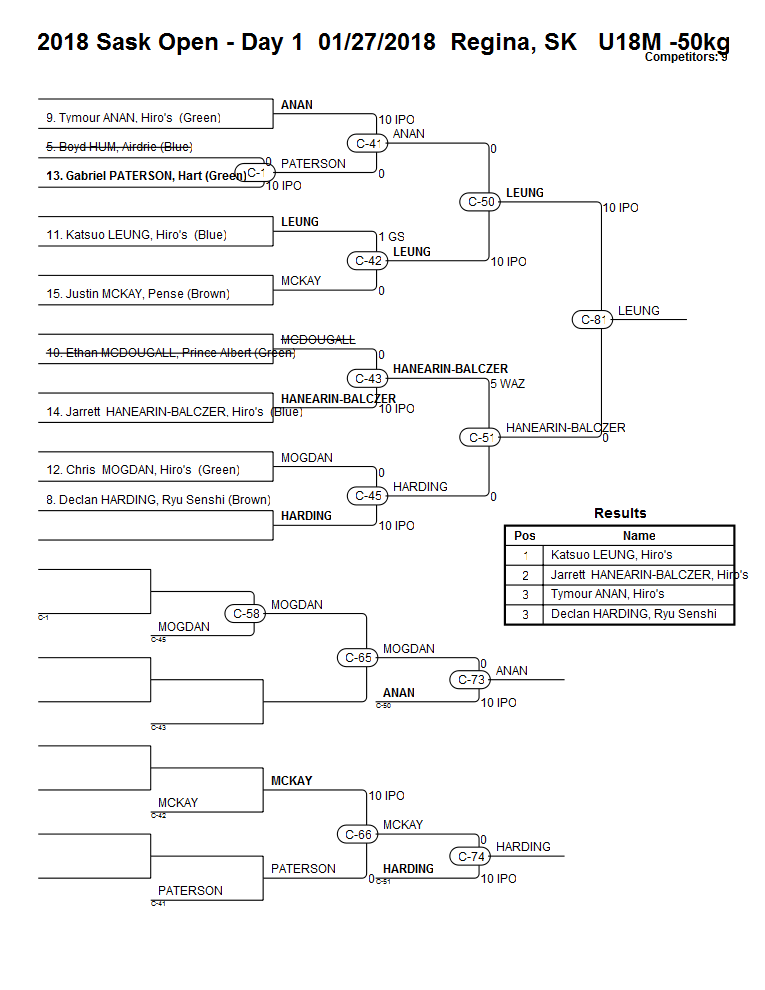 2018 Sask Open - Day 1 01/27/2018 Regina, SK U18M -50kg
Competitors: 9
ANAN
9. Tymour ANAN, Hiro's (Green)
10 IPO
ANAN
C-41
5. Boyd HUM, Airdrie (Blue)
0
0
PATERSON
13. Gabriel PATERSON, Hart (Green)
C-1
0
10 IPO
LEUNG
C-50
10 IPO
LEUNG
11. Katsuo LEUNG, Hiro's (Blue)
1 GS
LEUNG
C-42
10 IPO
MCKAY
15. Justin MCKAY, Pense (Brown)
0
LEUNG
C-81
MCDOUGALL
10. Ethan MCDOUGALL, Prince Albert (Green)
0
HANEARIN-BALCZER
C-43
5 WAZ
HANEARIN-BALCZER
14. Jarrett HANEARIN-BALCZER, Hiro's (Blue)
10 IPO
HANEARIN-BALCZER
C-51
0
MOGDAN
12. Chris MOGDAN, Hiro's (Green)
0
HARDING
C-45
0
8. Declan HARDING, Ryu Senshi (Brown)
HARDING
10 IPO
Results
Pos Name
1 Katsuo LEUNG, Hiro's
2 Jarrett HANEARIN-BALCZER, Hiro's
3 Tymour ANAN, Hiro's
3 Declan HARDING, Ryu Senshi
MOGDAN
C-58
C-1
MOGDAN
C-45
MOGDAN
C-65
0
ANAN
C-73
ANAN
C-50
10 IPO
C-43
MCKAY
10 IPO
MCKAY
C-42
MCKAY
C-66
0
HARDING
C-74
PATERSON
0
HARDING
C-51
10 IPO
PATERSON
C-41